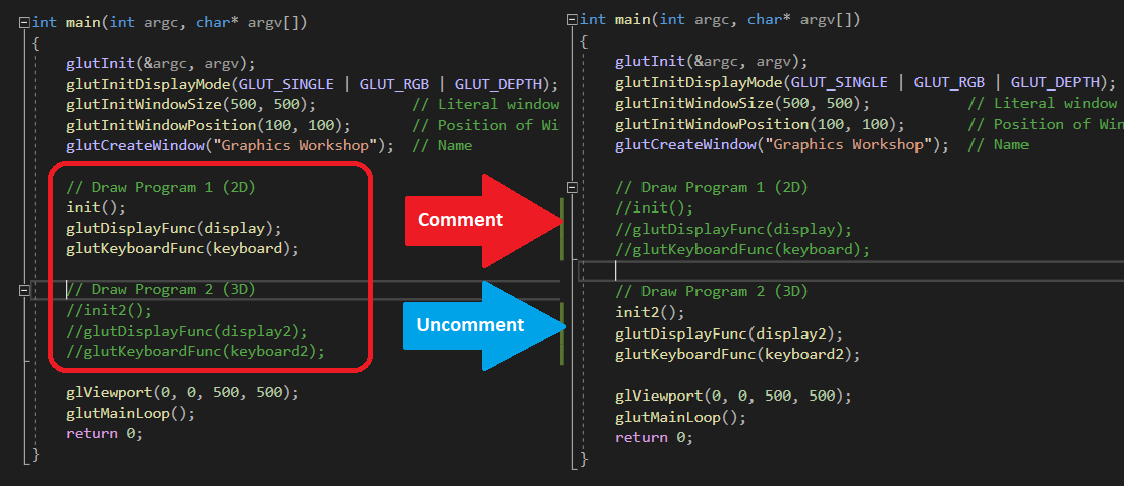 int main(int argc, char* argv[])
{
glutInit(&argc, argv);
glutInitDisplayMode(GLUT_SINGLE | GLUT_RGB | GLUT_DEPTH);
glutInitWindowSize(500, 500); // Literal window
glutInitWindowPosition(100, 100); // Position of Wi
glutCreateWindow("Graphics Workshop"); // Name
// Draw Program 1 (2D)
init();
glutDisplayFunc(display);
glutKeyboardFunc(keyboard);
// Draw Program 2 (3D)
//init2();
//glutDisplayFunc(display2);
//glutKeyboardFunc(keyboard2);
glViewport(0, 0, 500, 500);
glutMainLoop();
return 0;
}
Comment
Uncomment
int main(int argc, char* argv[])
{
glutInit(&argc, argv);
glutInitDisplayMode(GLUT_SINGLE | GLUT_RGB | GLUT_DEPTH);
glutInitWindowSize(500, 500); // Literal window
glutInitWindowPosition(100, 100); // Position of Win
glutCreateWindow("Graphics Workshop"); // Name
// Draw Program 1 (2D)
//init();
//glutDisplayFunc(display);
//glutKeyboardFunc(keyboard);
// Draw Program 2 (3D)
init2();
glutDisplayFunc(display2);
glutKeyboardFunc(keyboard2);
glViewport(0, 0, 500, 500);
glutMainLoop();
return 0;
}